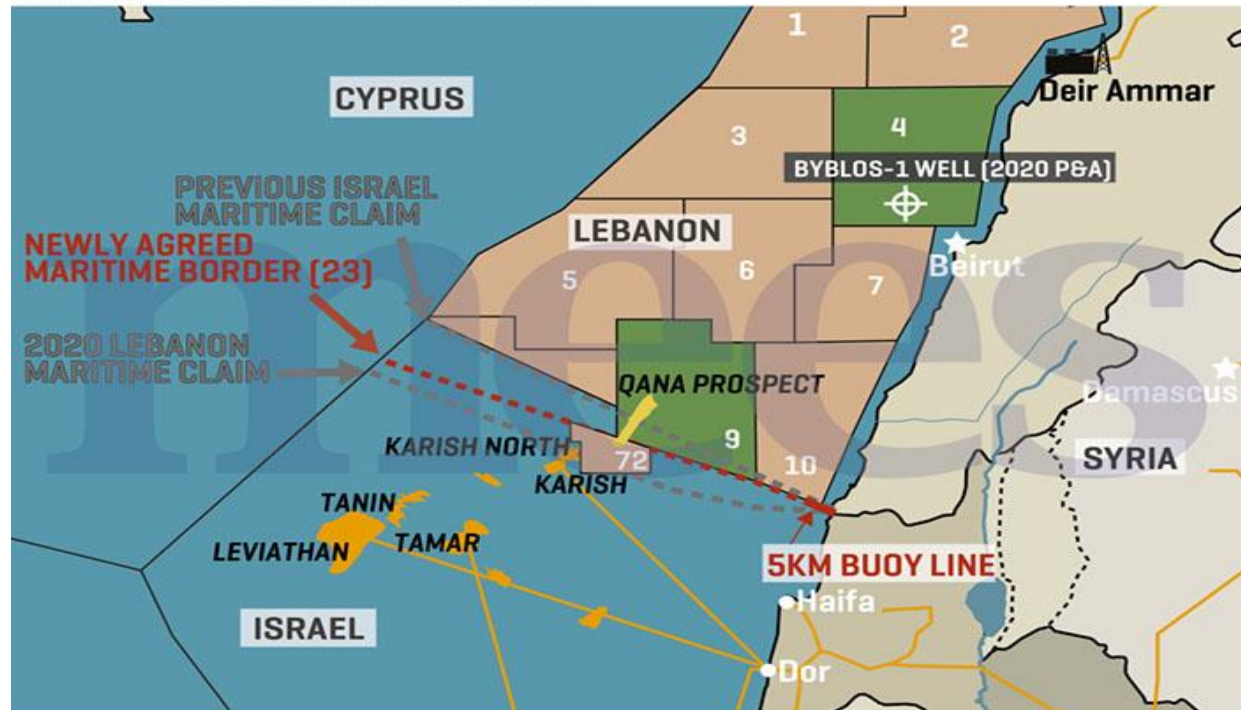 1
2
Deir Ammar
CYPRUS
3
4
BYBLOS-1 WELL (2020 P&A)
PREVIOUS ISRAEL
MARITIME CLAIM
NEWLY AGREED
MARITIME BORDER (23)
LEBANON
Beirut
5
6
7
2020 LEBANON
MARITIME CLAIM
QANA PROSPECT
Damascus
mees
KARISH NORTH
9
72
10
SYRIA
KARISH
TANIN
LEVIATHAN
TAMAR
5KM BUOY LINE
Haifa
ISRAEL
Dor